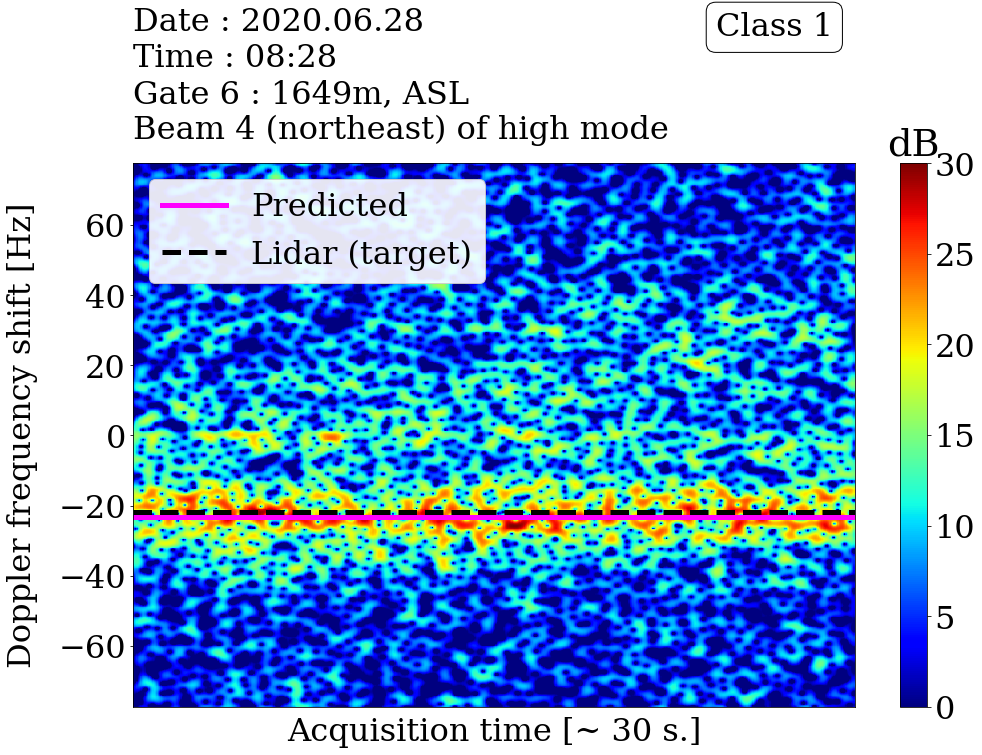 Date : 2020.06.28
Time : 08:28
Gate 6 : 1649m, ASL
Beam 4 (northeast) of high mode
Class 1
dB
Predicted
Lidar (target)
Doppler frequency shift [Hz]
60
40
20
0
−20
−40
−60
Acquisition time [~ 30 s.]
30
25
20
15
10
5
0